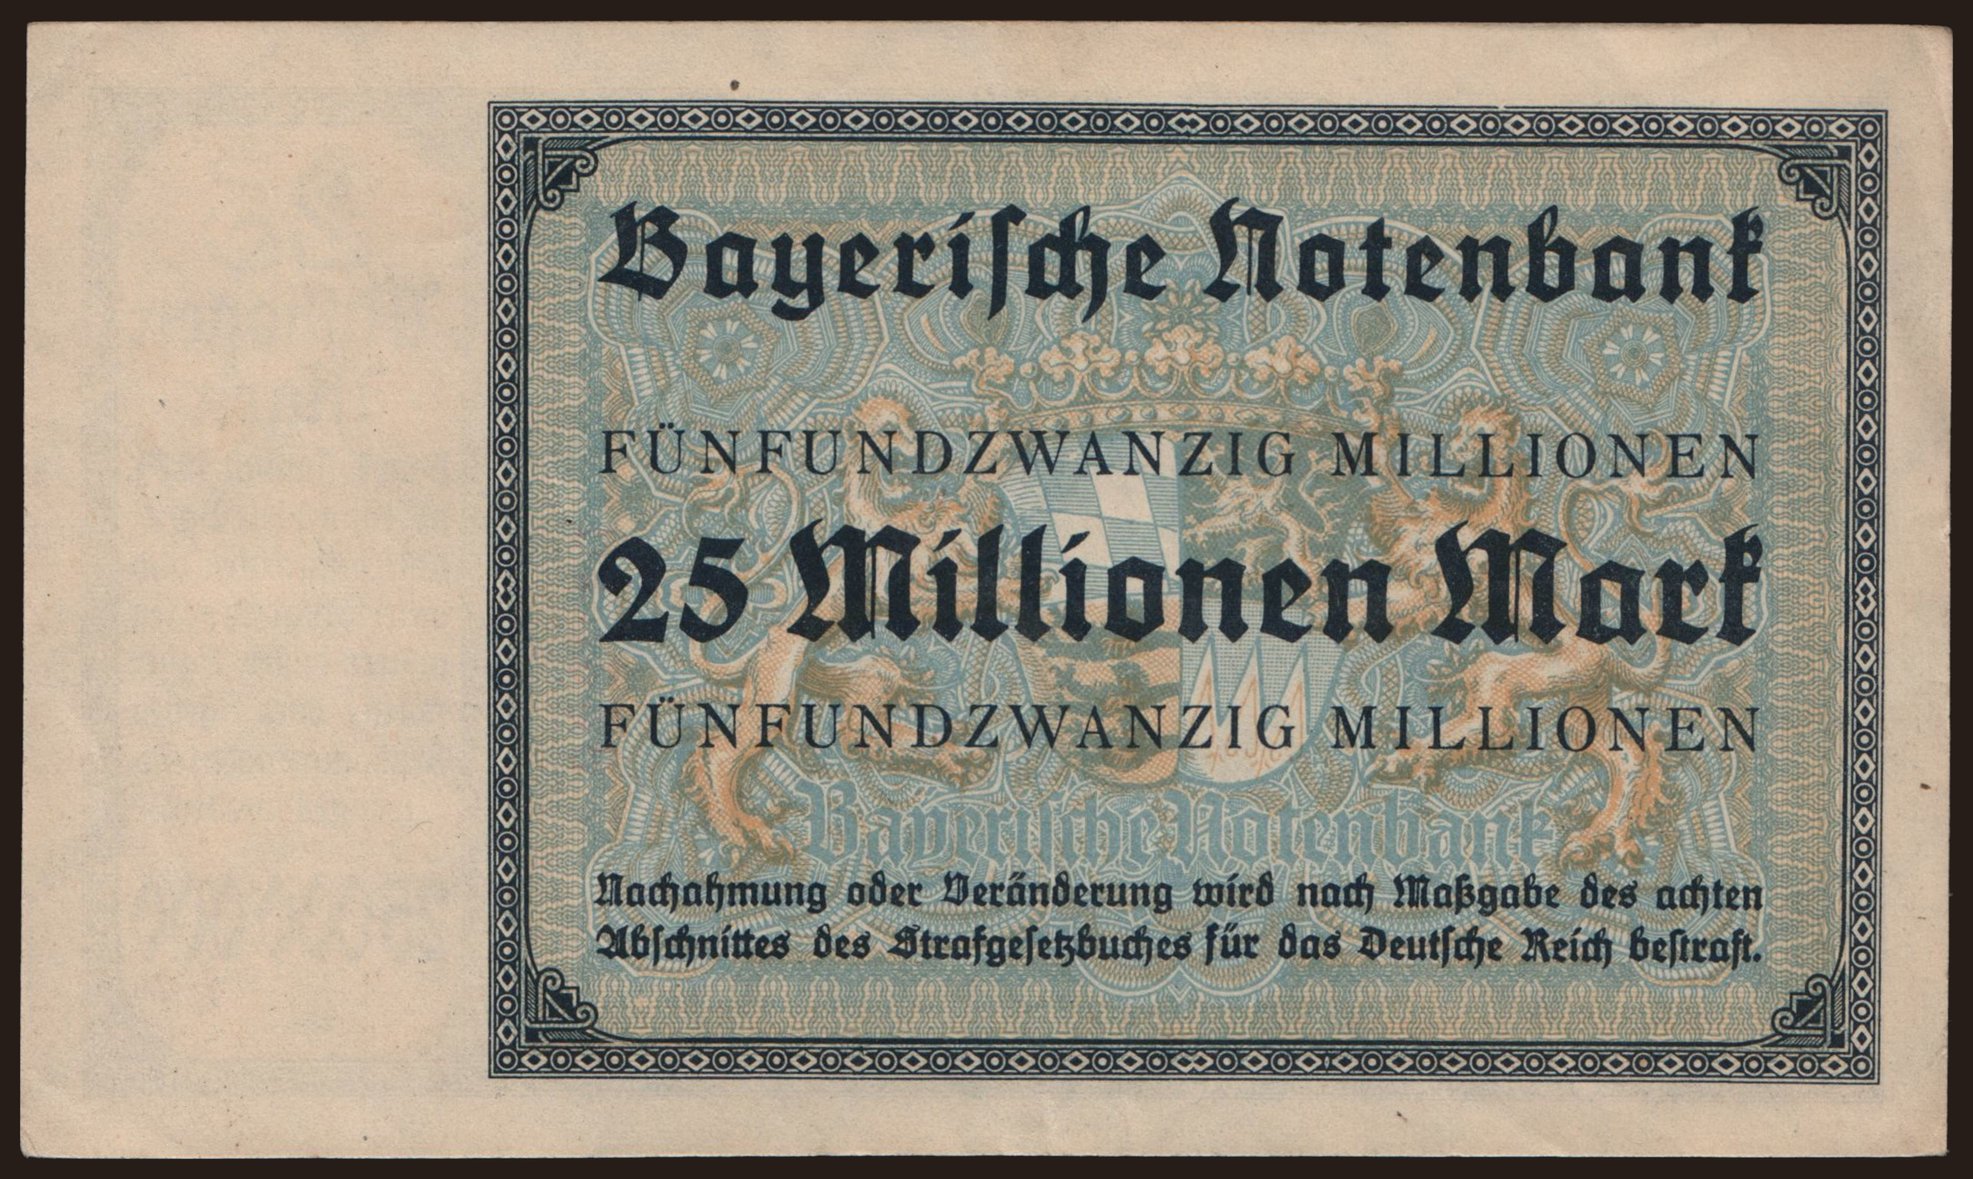 Bayerische Notenbank
FÜNFUNDZWANZIG MILLIONEN
25 Millionen Mark
FÜNFUNDZWANZIG MILLIONEN
Bayerische Notenbank
Nachahmung oder Veränderung wird nach Maßgabe des achten
Abschnittes des Strafgesetzbuches für das Deutsche Reich bestraft.